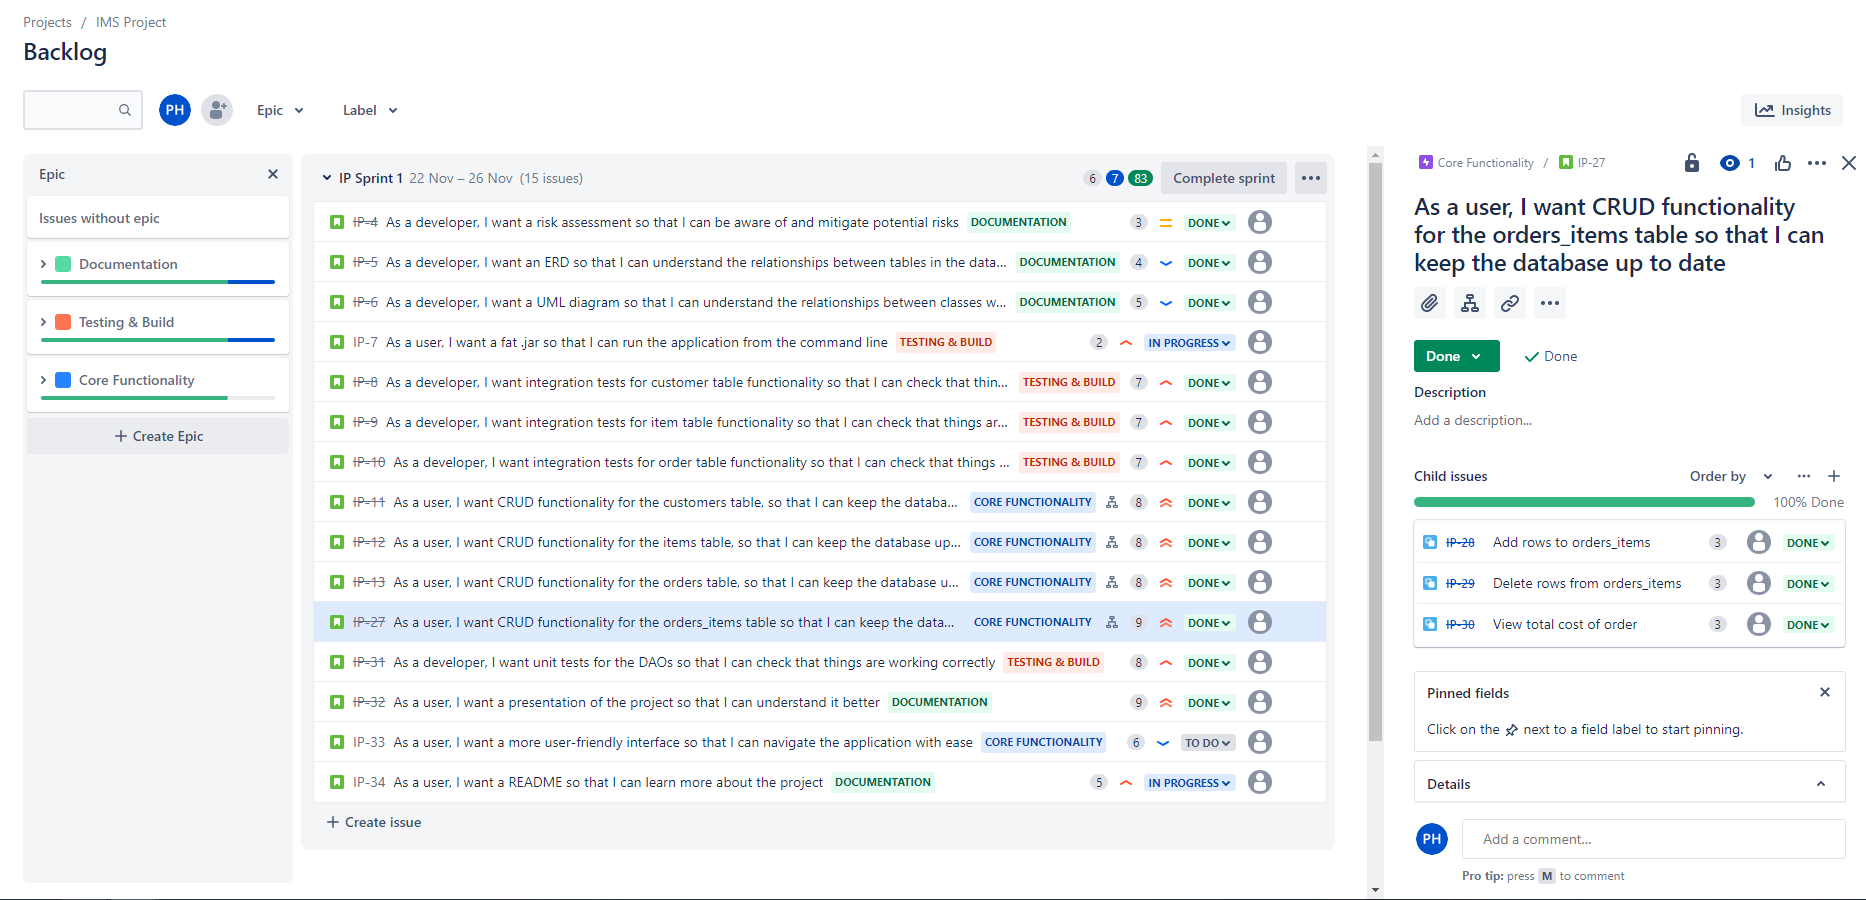 Projects / IMS Project
Backlog
PH Epic Label Insights
Epic
Issues without epic
Documentation
Testing & Build
Core Functionality
Create Epic
IP Sprint 1 22 Nov – 26 Nov (15 issues) 6 7 83 Complete sprint
IP-4 As a developer, I want a risk assessment so that I can be aware of and mitigate potential risks DOCUMENTATION 3 DONE
IP-5 As a developer, I want an ERD so that I can understand the relationships between tables in the data... DOCUMENTATION 4 DONE
IP-6 As a developer, I want a UML diagram so that I can understand the relationships between classes w... DOCUMENTATION 5 DONE
IP-7 As a user, I want a fat .jar so that I can run the application from the command line TESTING & BUILD 2 IN PROGRESS
IP-8 As a developer, I want integration tests for customer table functionality so that I can check that thin... TESTING & BUILD 7 DONE
IP-9 As a developer, I want integration tests for item table functionality so that I can check that things ar... TESTING & BUILD 7 DONE
IP-10 As a developer, I want integration tests for order table functionality so that I can check that things ... TESTING & BUILD 7 DONE
IP-11 As a user, I want CRUD functionality for the customers table, so that I can keep the databa... CORE FUNCTIONALITY 8 DONE
IP-12 As a user, I want CRUD functionality for the items table, so that I can keep the database up... CORE FUNCTIONALITY 8 DONE
IP-13 As a user, I want CRUD functionality for the orders table, so that I can keep the database u... CORE FUNCTIONALITY 8 DONE
IP-27 As a user, I want CRUD functionality for the orders_items table so that I can keep the data... CORE FUNCTIONALITY 9 DONE
IP-31 As a developer, I want unit tests for the DAOs so that I can check that things are working correctly TESTING & BUILD 8 DONE
IP-32 As a user, I want a presentation of the project so that I can understand it better DOCUMENTATION 9 DONE
IP-33 As a user, I want a more user-friendly interface so that I can navigate the application with ease CORE FUNCTIONALITY 6 TO DO
IP-34 As a user, I want a README so that I can learn more about the project DOCUMENTATION 5 IN PROGRESS
Create issue
Core Functionality / IP-27 1
As a user, I want CRUD functionality
for the orders_items table so that I can
keep the database up to date
Done Done
Description
Add a description...
Child issues Order by
100% Done
IP-28 Add rows to orders_items 3 DONE
IP-29 Delete rows from orders_items 3 DONE
IP-30 View total cost of order 3 DONE
Pinned fields
Click on the next to a field label to start pinning.
Details
PH Add a comment...
Pro tip: press M to comment